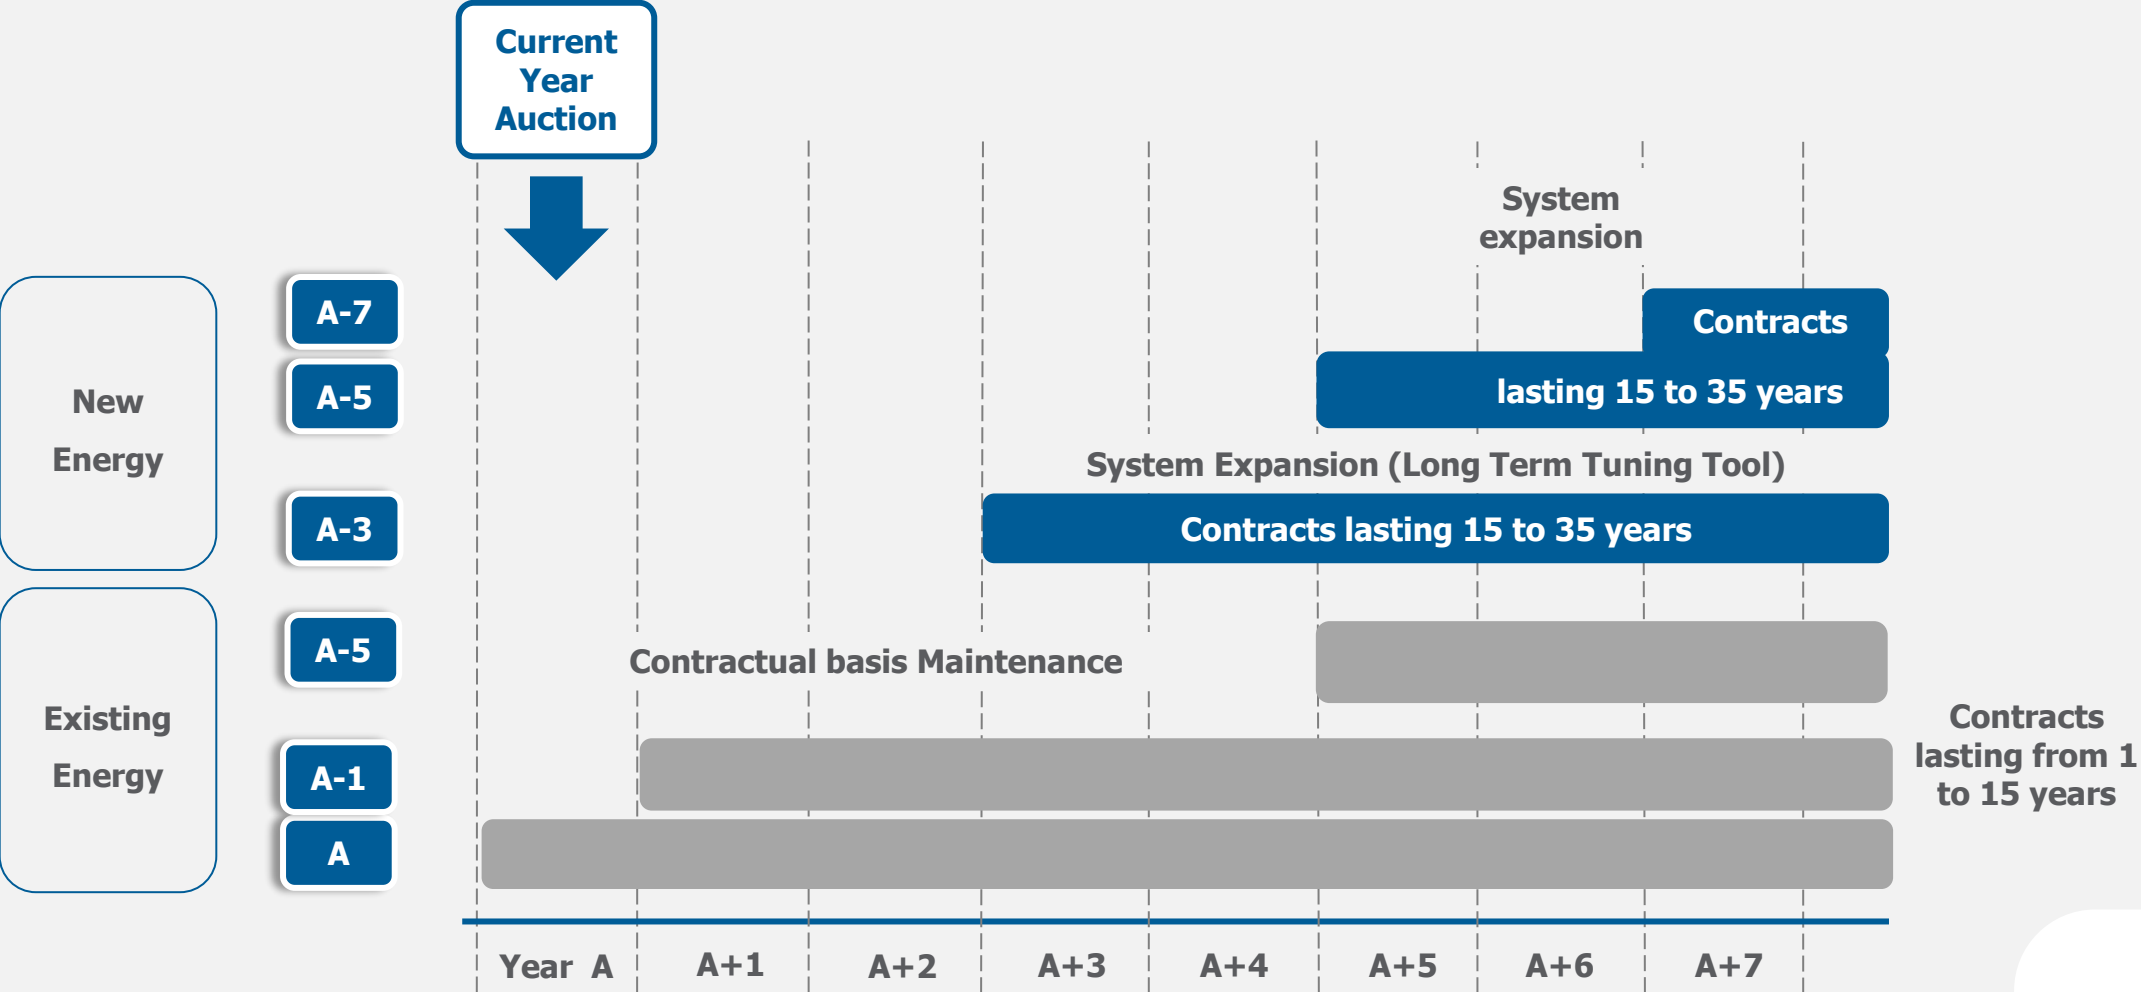 Current
Year
Auction
System
expansion
New
Energy
A-7
Contracts
A-5
lasting 15 to 35 years
System Expansion (Long Term Tuning Tool)
A-3
Contracts lasting 15 to 35 years
Existing
Energy
A-5
Contractual basis Maintenance
A-1
A
Contracts
lasting from 1
to 15 years
Year A
A+1
A+2
A+3
A+4
A+5
A+6
A+7